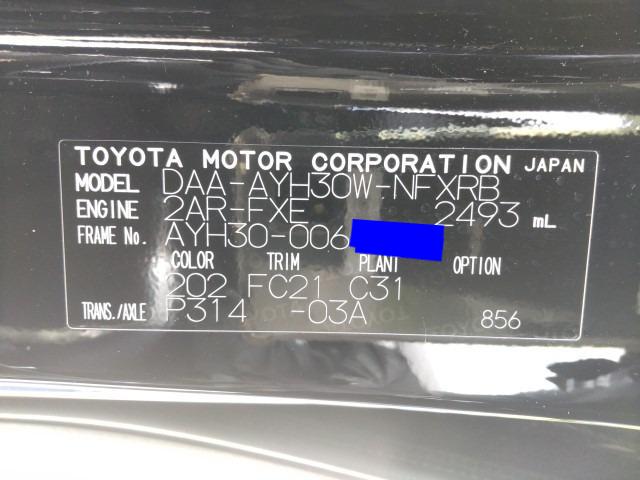 TOYOTA MOTOR CORPORATION JAPAN
MODEL DAA-AYH30W-NFXRB
ENGINE 2AR-FXE 2493 mL
FRAME No. AYH30-006
COLOR TRIM PLANT OPTION
202 FC21 C31
TRANS./AXLE P314 -03A 856